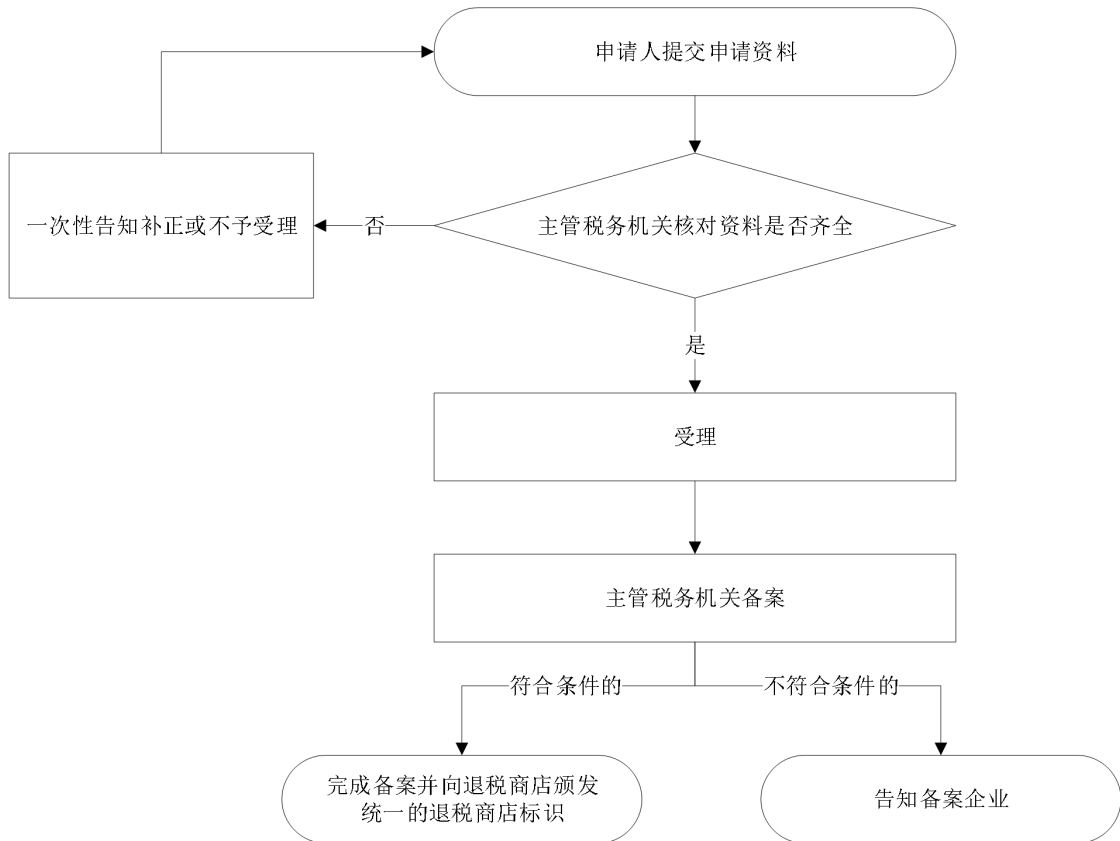 申请人提交申请资料
一次性告知补正或不予受理
否
主管税务机关核对资料是否齐全
是
受理
主管税务机关备案
符合条件的
不符合条件的
完成备案并向退税商店颁发
统一的退税商店标识
告知备案企业